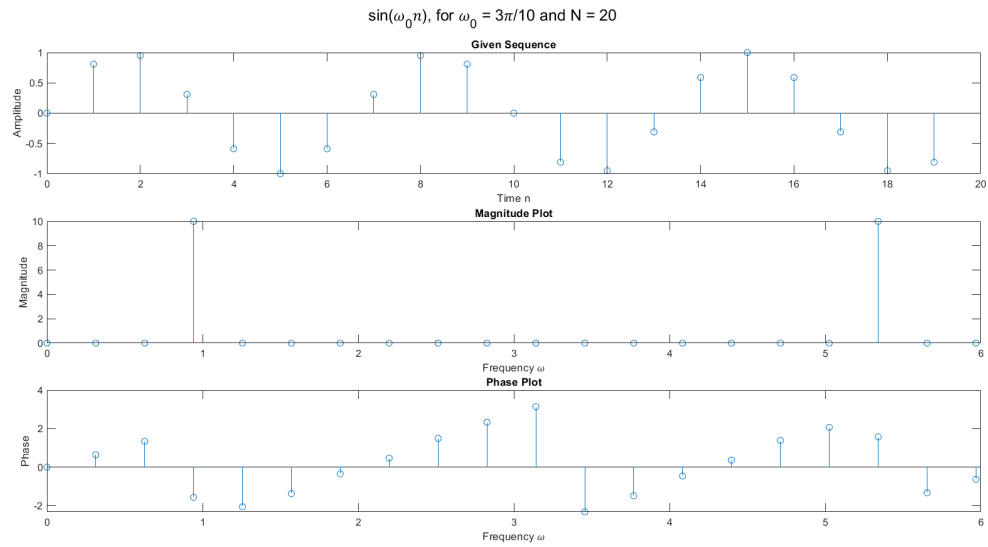 sin(ω₀n), for ω₀ = 3π/10 and N = 20
Given Sequence
1
0.5
0
-0.5
-1
Amplitude
0 2 4 6 8 10 12 14 16 18 20
Time n
Magnitude Plot
10
8
6
4
2
0
Magnitude
0 1 2 3 4 5 6
Frequency ω
Phase Plot
4
2
0
-2
Phase
0 1 2 3 4 5 6
Frequency ω